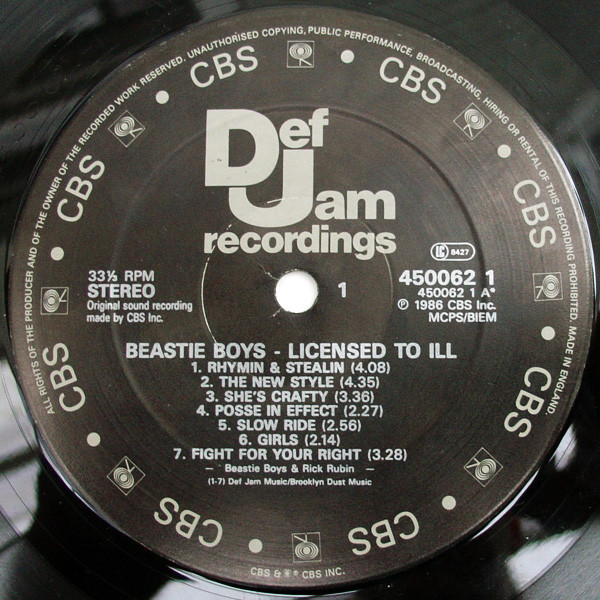 ALL RIGHTS OF THE PRODUCER AND OF THE OWNER OF THE RECORDED WORK RESERVED. UNAUTHORISED COPYING, PUBLIC PERFORMANCE, BROADCASTING, HIRING OR RENTAL OF THIS RECORDING PROHIBITED. MADE IN ENGLAND.
CBS
CBS
CBS
CBS
CBS
CBS
CBS
CBS
Def
Jam
recordings
33⅓ RPM
STEREO
Original sound recording
made by CBS Inc.
1
LC
8427
450062 1
450062 1 A*
℗ 1986 CBS Inc.
MCPS/BIEM
BEASTIE BOYS - LICENSED TO ILL
1. RHYMIN & STEALIN (4.08)
2. THE NEW STYLE (4.35)
3. SHE'S CRAFTY (3.36)
4. POSSE IN EFFECT (2.27)
5. SLOW RIDE (2.56)
6. GIRLS (2.14)
7. FIGHT FOR YOUR RIGHT (3.28)
— Beastie Boys & Rick Rubin —
(1-7) Def Jam Music/Brooklyn Dust Music
CBS & ® CBS INC.